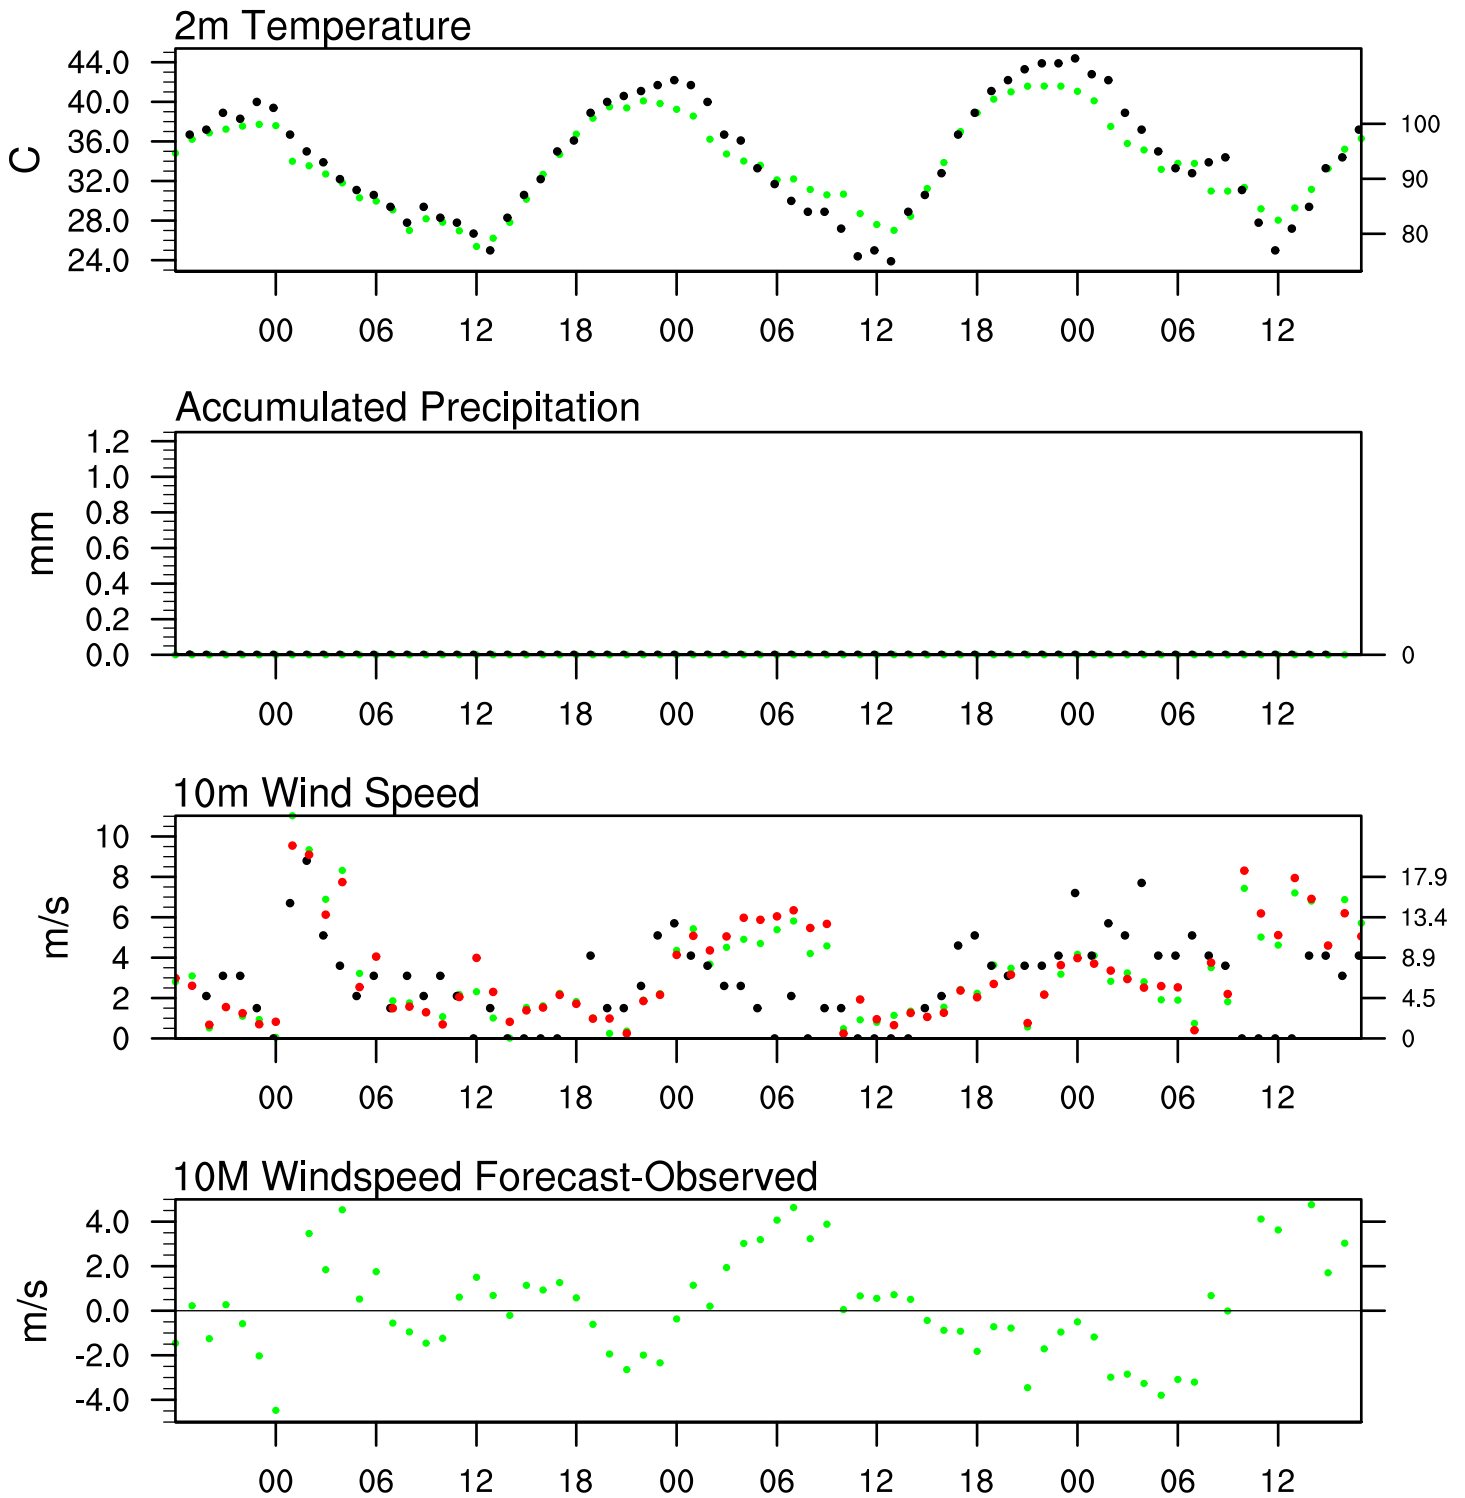 2m Temperature
44.0
40.0
36.0
32.0
28.0
24.0
C
100
90
80
00 06 12 18 00 06 12 18 00 06 12
Accumulated Precipitation
1.2
1.0
0.8
0.6
0.4
0.2
0.0
mm
0
00 06 12 18 00 06 12 18 00 06 12
10m Wind Speed
10
8
6
4
2
0
m/s
17.9
13.4
8.9
4.5
0
00 06 12 18 00 06 12 18 00 06 12
10M Windspeed Forecast-Observed
4.0
2.0
0.0
-2.0
-4.0
m/s
00 06 12 18 00 06 12 18 00 06 12